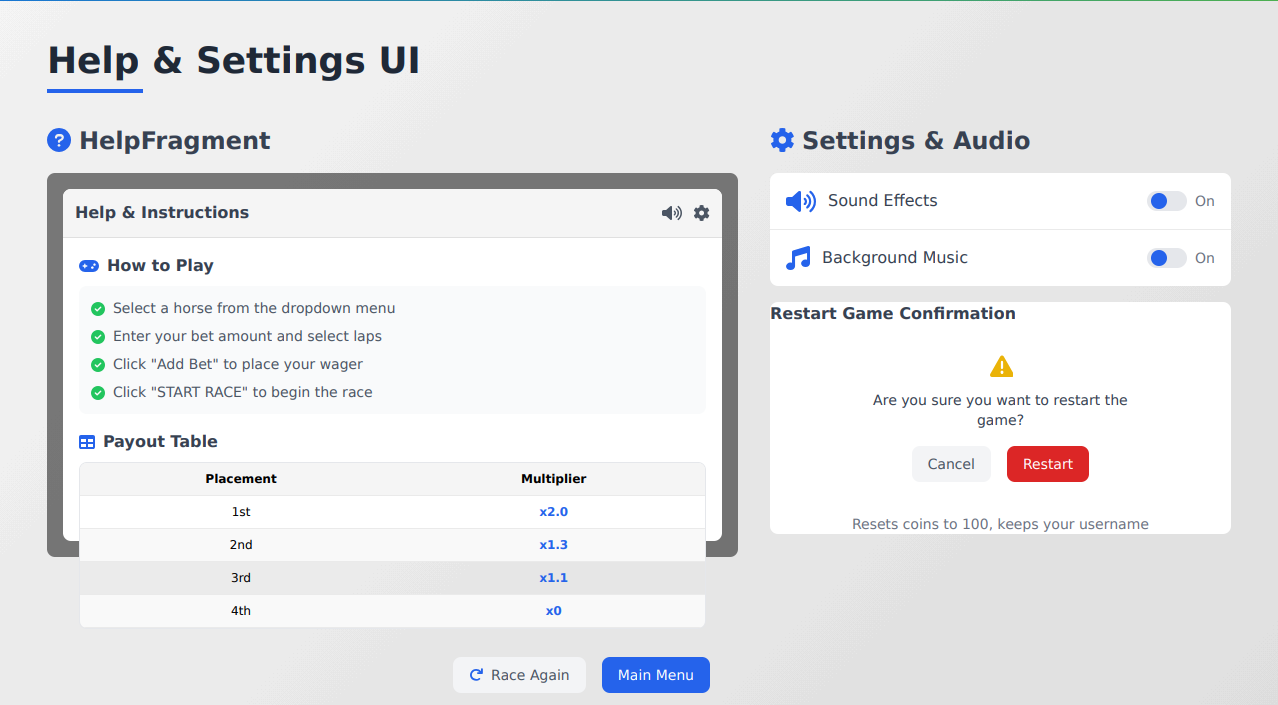 Help & Settings UI
HelpFragment
Help & Instructions
How to Play
Select a horse from the dropdown menu
Enter your bet amount and select laps
Click "Add Bet" to place your wager
Click "START RACE" to begin the race
Payout Table
Placement Multiplier
1st x2.0
2nd x1.3
3rd x1.1
4th x0
Race Again Main Menu
Settings & Audio
Sound Effects On
Background Music On
Restart Game Confirmation
Are you sure you want to restart the
game?
Cancel Restart
Resets coins to 100, keeps your username